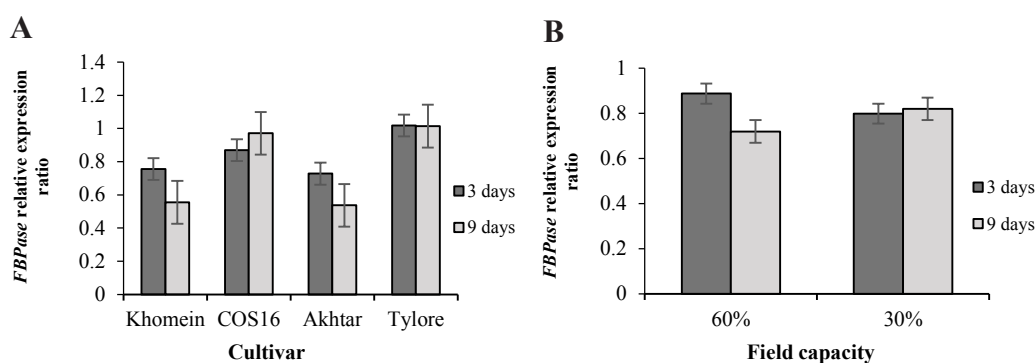 A
FBPase relative expression
ratio
1.4
1.2
1
0.8
0.6
0.4
0.2
0
Khomein COS16 Akhtar Tylore
Cultivar
3 days
9 days
B
FBPase relative expression
ratio
1
0.8
0.6
0.4
0.2
0
60% 30%
Field capacity
3 days
9 days